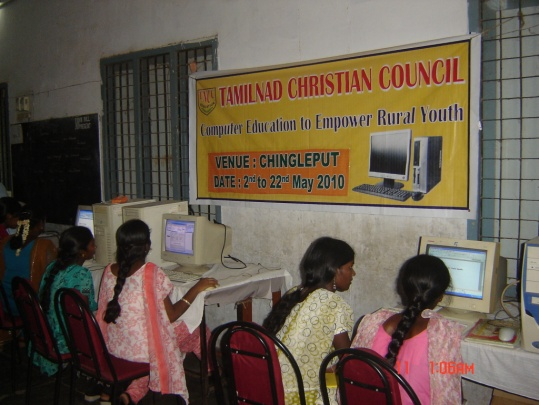 TAMILNAD CHRISTIAN COUNCIL
Computer Education to Empower Rural Youth
VENUE : CHINGLEPUT
DATE : 2nd to 22nd May 2010